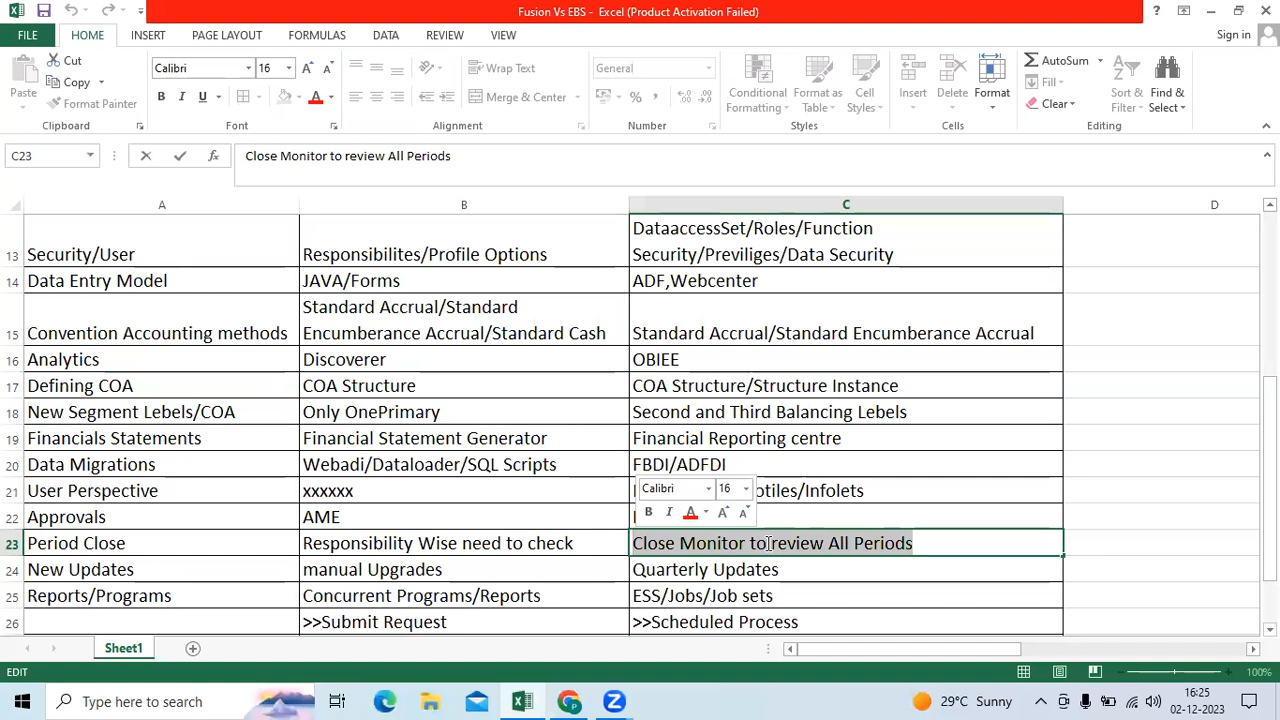 Fusion Vs EBS - Excel (Product Activation Failed)
Sign in
FILE HOME INSERT PAGE LAYOUT FORMULAS DATA REVIEW VIEW
Cut
Copy
Format Painter
Paste
Clipboard
Calibri 16
B I U A
Font
Wrap Text
Merge & Center
Alignment
General
%
Number
Conditional Formatting
Format as Table
Cell Styles
Styles
Insert Delete Format
Cells
AutoSum
Fill
Clear
Sort & Filter
Find & Select
Editing
C23 fx Close Monitor to review All Periods
A B C D
DataaccessSet/Roles/Function
13 Security/User Responsibilites/Profile Options Security/Previliges/Data Security
14 Data Entry Model JAVA/Forms ADF,Webcenter
Standard Accrual/Standard
15 Convention Accounting methods Encumberance Accrual/Standard Cash Standard Accrual/Standard Encumberance Accrual
16 Analytics Discoverer OBIEE
17 Defining COA COA Structure COA Structure/Structure Instance
18 New Segment Lebels/COA Only OnePrimary Second and Third Balancing Lebels
19 Financials Statements Financial Statement Generator Financial Reporting centre
20 Data Migrations Webadi/Dataloader/SQL Scripts FBDI/ADFDI
Calibri 16
21 User Perspective xxxxxx otiles/Infolets
B I A A A
22 Approvals AME
23 Period Close Responsibility Wise need to check Close Monitor to review All Periods
24 New Updates manual Upgrades Quarterly Updates
25 Reports/Programs Concurrent Programs/Reports ESS/Jobs/Job sets
26 >>Submit Request >>Scheduled Process
Sheet1
EDIT 100%
Type here to search
29°C Sunny
16:25
02-12-2023